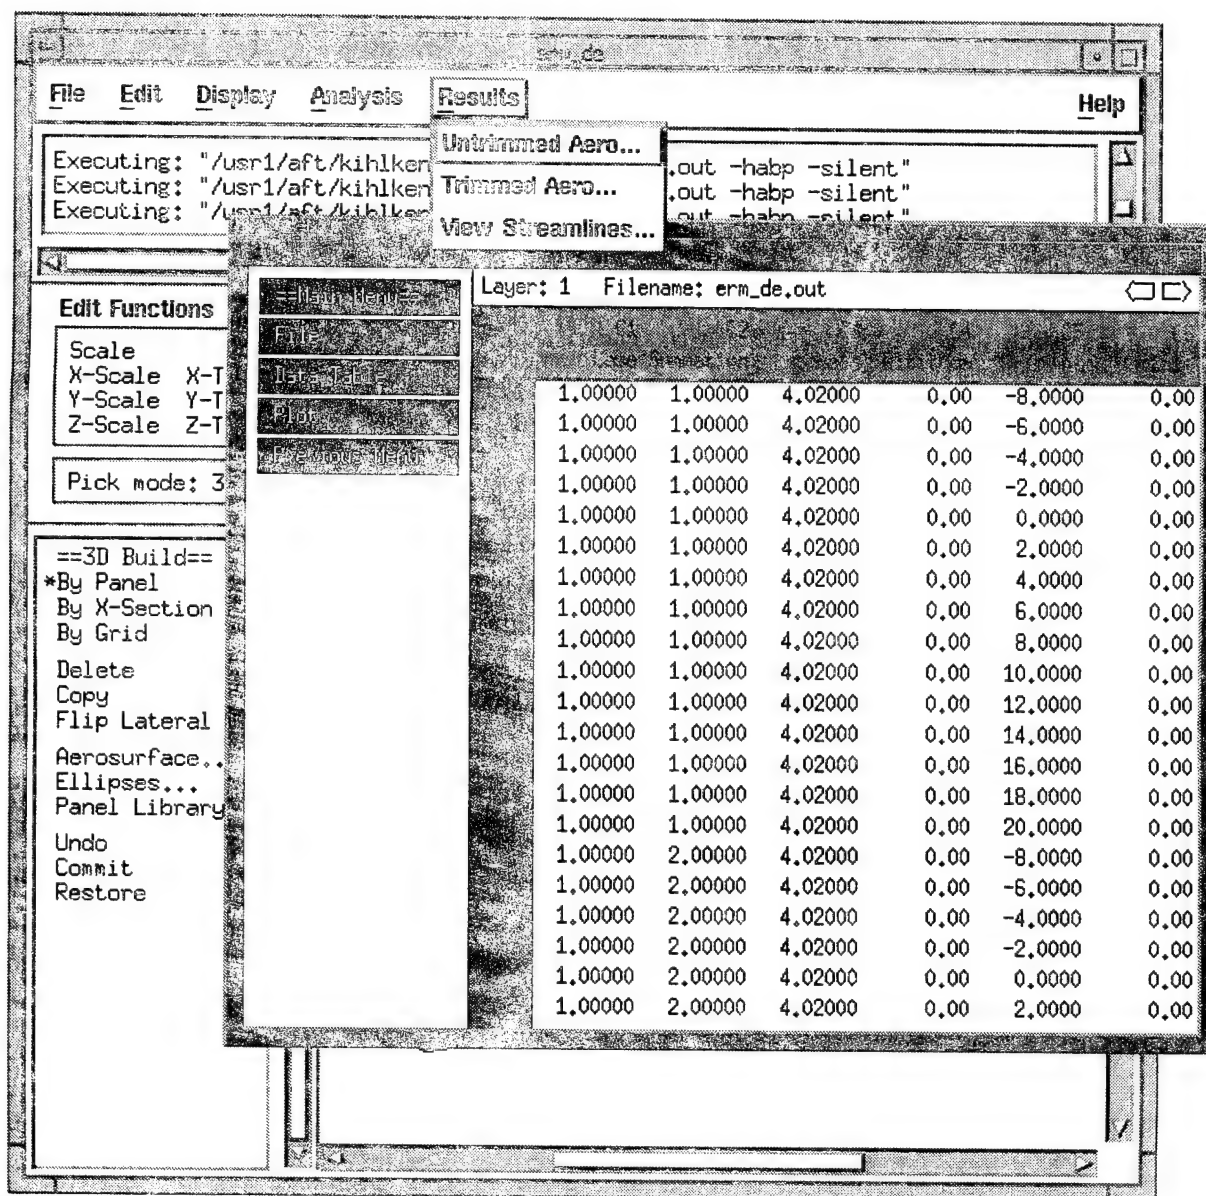 File Edit Display Analysis Results Help
Untrimmed Aero...
Trimmed Aero...
View Streamlines...
Executing: "/usr1/aft/kihlken .out -habp -silent"
Executing: "/usr1/aft/kihlken .out -habp -silent"
Executing: "/usr1/aft/kihlken .out -habp -silent"
Layer: 1 Filename: erm_de.out
Edit Functions
Scale
X-Scale X-T
Y-Scale Y-T
Z-Scale Z-T
Pick mode: 3
==3D Build==
*By Panel
By X-Section
By Grid
Delete
Copy
Flip Lateral
Aerosurface..
Ellipses...
Panel Library
Undo
Commit
Restore
==Main Menu==
File
Data Table
Plot
Previous Menu
1.00000 1.00000 4.02000 0.00 -8.0000 0.00
1.00000 1.00000 4.02000 0.00 -6.0000 0.00
1.00000 1.00000 4.02000 0.00 -4.0000 0.00
1.00000 1.00000 4.02000 0.00 -2.0000 0.00
1.00000 1.00000 4.02000 0.00 0.0000 0.00
1.00000 1.00000 4.02000 0.00 2.0000 0.00
1.00000 1.00000 4.02000 0.00 4.0000 0.00
1.00000 1.00000 4.02000 0.00 6.0000 0.00
1.00000 1.00000 4.02000 0.00 8.0000 0.00
1.00000 1.00000 4.02000 0.00 10.0000 0.00
1.00000 1.00000 4.02000 0.00 12.0000 0.00
1.00000 1.00000 4.02000 0.00 14.0000 0.00
1.00000 1.00000 4.02000 0.00 16.0000 0.00
1.00000 1.00000 4.02000 0.00 18.0000 0.00
1.00000 1.00000 4.02000 0.00 20.0000 0.00
1.00000 2.00000 4.02000 0.00 -8.0000 0.00
1.00000 2.00000 4.02000 0.00 -6.0000 0.00
1.00000 2.00000 4.02000 0.00 -4.0000 0.00
1.00000 2.00000 4.02000 0.00 -2.0000 0.00
1.00000 2.00000 4.02000 0.00 0.0000 0.00
1.00000 2.00000 4.02000 0.00 2.0000 0.00